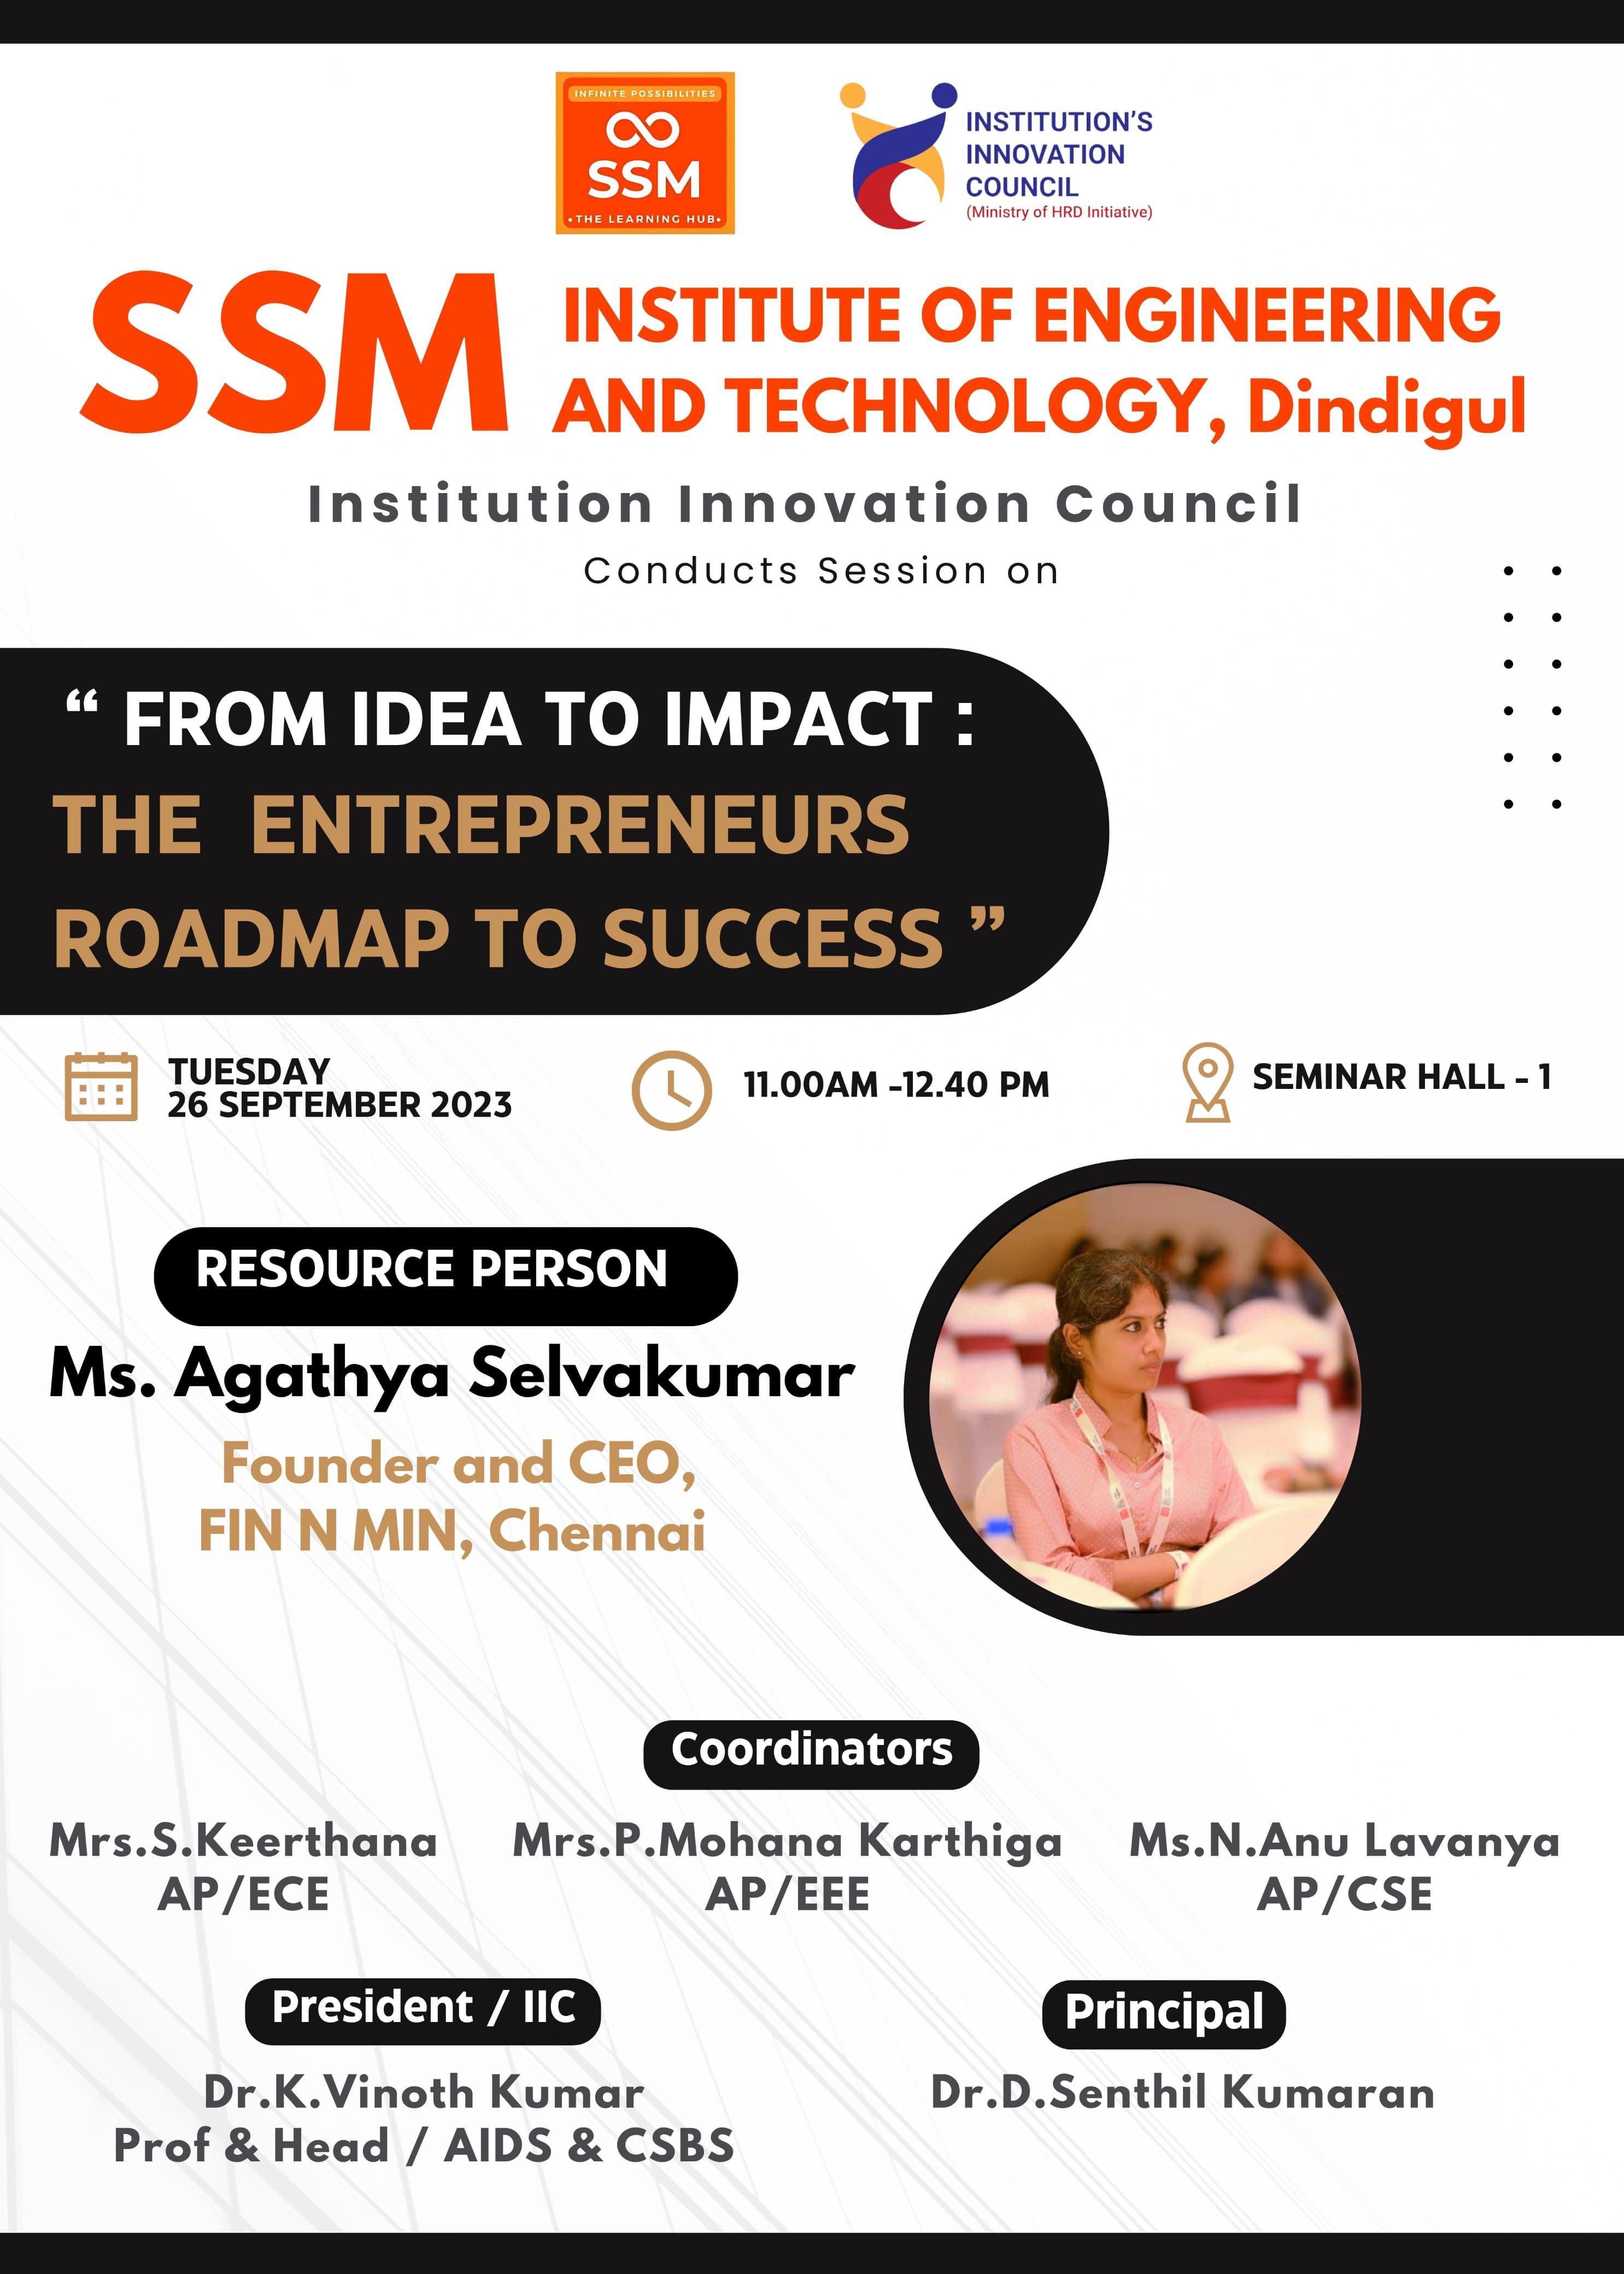 INFINITE POSSIBILITIES
SSM
•THE LEARNING HUB•
INSTITUTION'S
INNOVATION
COUNCIL
(Ministry of HRD Initiative)
SSM INSTITUTE OF ENGINEERING
AND TECHNOLOGY, Dindigul
Institution Innovation Council
Conducts Session on
“ FROM IDEA TO IMPACT :
THE ENTREPRENEURS
ROADMAP TO SUCCESS ”
TUESDAY
26 SEPTEMBER 2023
11.00AM -12.40 PM
SEMINAR HALL - 1
RESOURCE PERSON
Ms. Agathya Selvakumar
Founder and CEO,
FIN N MIN, Chennai
Coordinators
Mrs.S.Keerthana
AP/ECE
Mrs.P.Mohana Karthiga
AP/EEE
Ms.N.Anu Lavanya
AP/CSE
President / IIC
Dr.K.Vinoth Kumar
Prof & Head / AIDS & CSBS
Principal
Dr.D.Senthil Kumaran